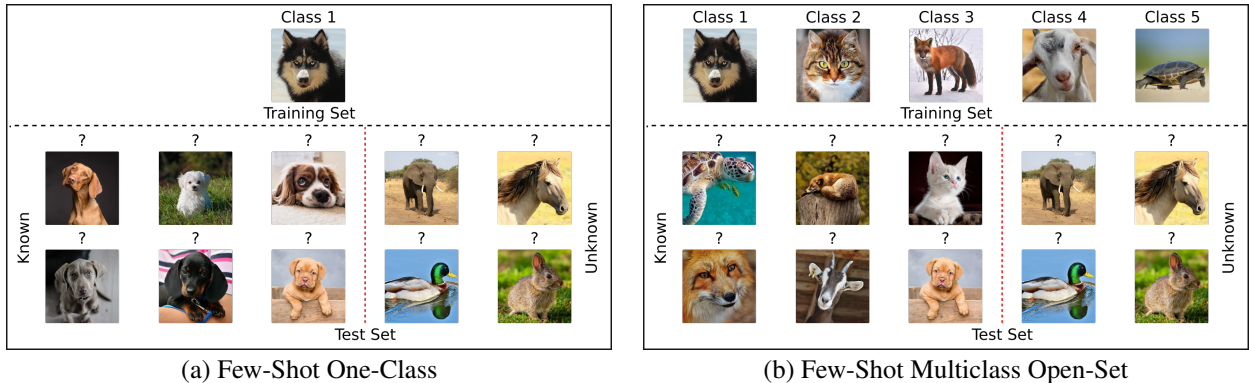 Class 1
Training Set
? ? ? ? ?
Known
Unknown
? ? ? ? ?
Test Set
(a) Few-Shot One-Class
Class 1 Class 2 Class 3 Class 4 Class 5
Training Set
? ? ? ? ?
Known
Unknown
? ? ? ? ?
Test Set
(b) Few-Shot Multiclass Open-Set